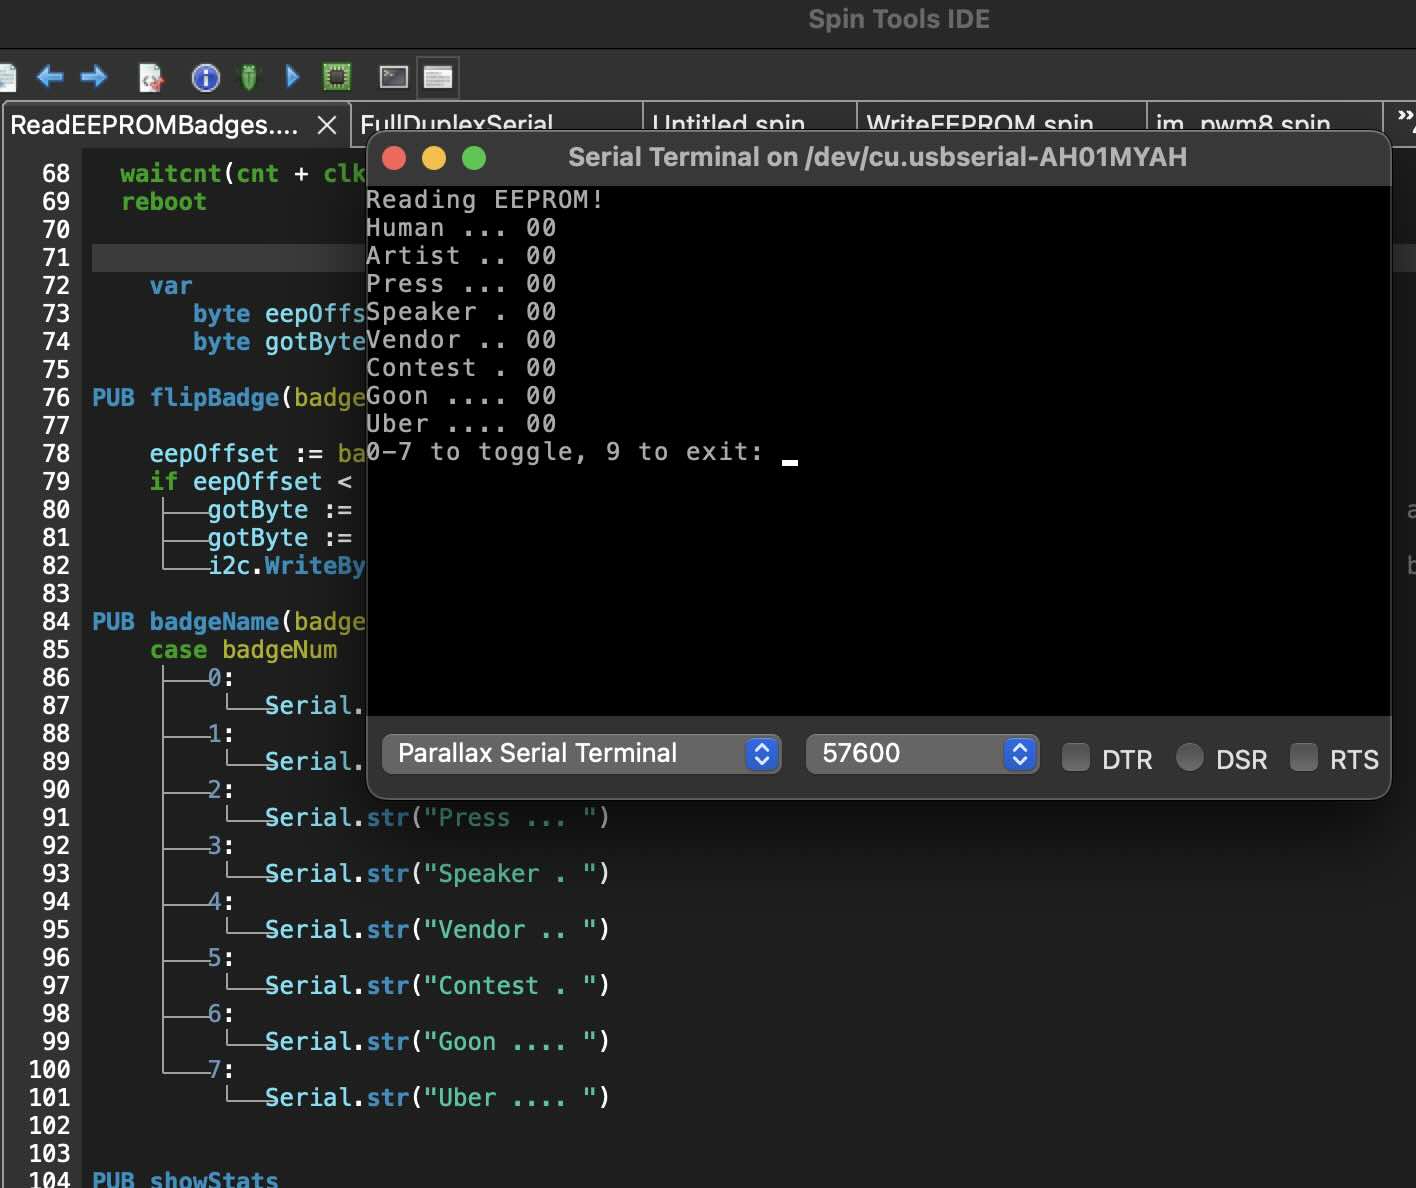 Spin Tools IDE
ReadEEPROMBadges....
FullDuplexSerial
Untitled.spin
WriteEEPROM.spin
jm_pwm8.spin
Serial Terminal on /dev/cu.usbserial-AH01MYAH
Reading EEPROM!
Human ... 00
Artist .. 00
Press ... 00
Speaker . 00
Vendor .. 00
Contest . 00
Goon .... 00
Uber .... 00
0-7 to toggle, 9 to exit:
Parallax Serial Terminal
57600
DTR
DSR
RTS
68 waitcnt(cnt + clk
69 reboot
70
71
72 var
73 byte eepOffs
74 byte gotByte
75
76 PUB flipBadge(badge
77
78 eepOffset := ba
79 if eepOffset <
80 gotByte :=
81 gotByte :=
82 i2c.WriteBy
83
84 PUB badgeName(badge
85 case badgeNum
86 0:
87 Serial.
88 1:
89 Serial.
90 2:
91 Serial.str("Press ... ")
92 3:
93 Serial.str("Speaker . ")
94 4:
95 Serial.str("Vendor .. ")
96 5:
97 Serial.str("Contest . ")
98 6:
99 Serial.str("Goon .... ")
100 7:
101 Serial.str("Uber .... ")
102
103
104 PUB showStats